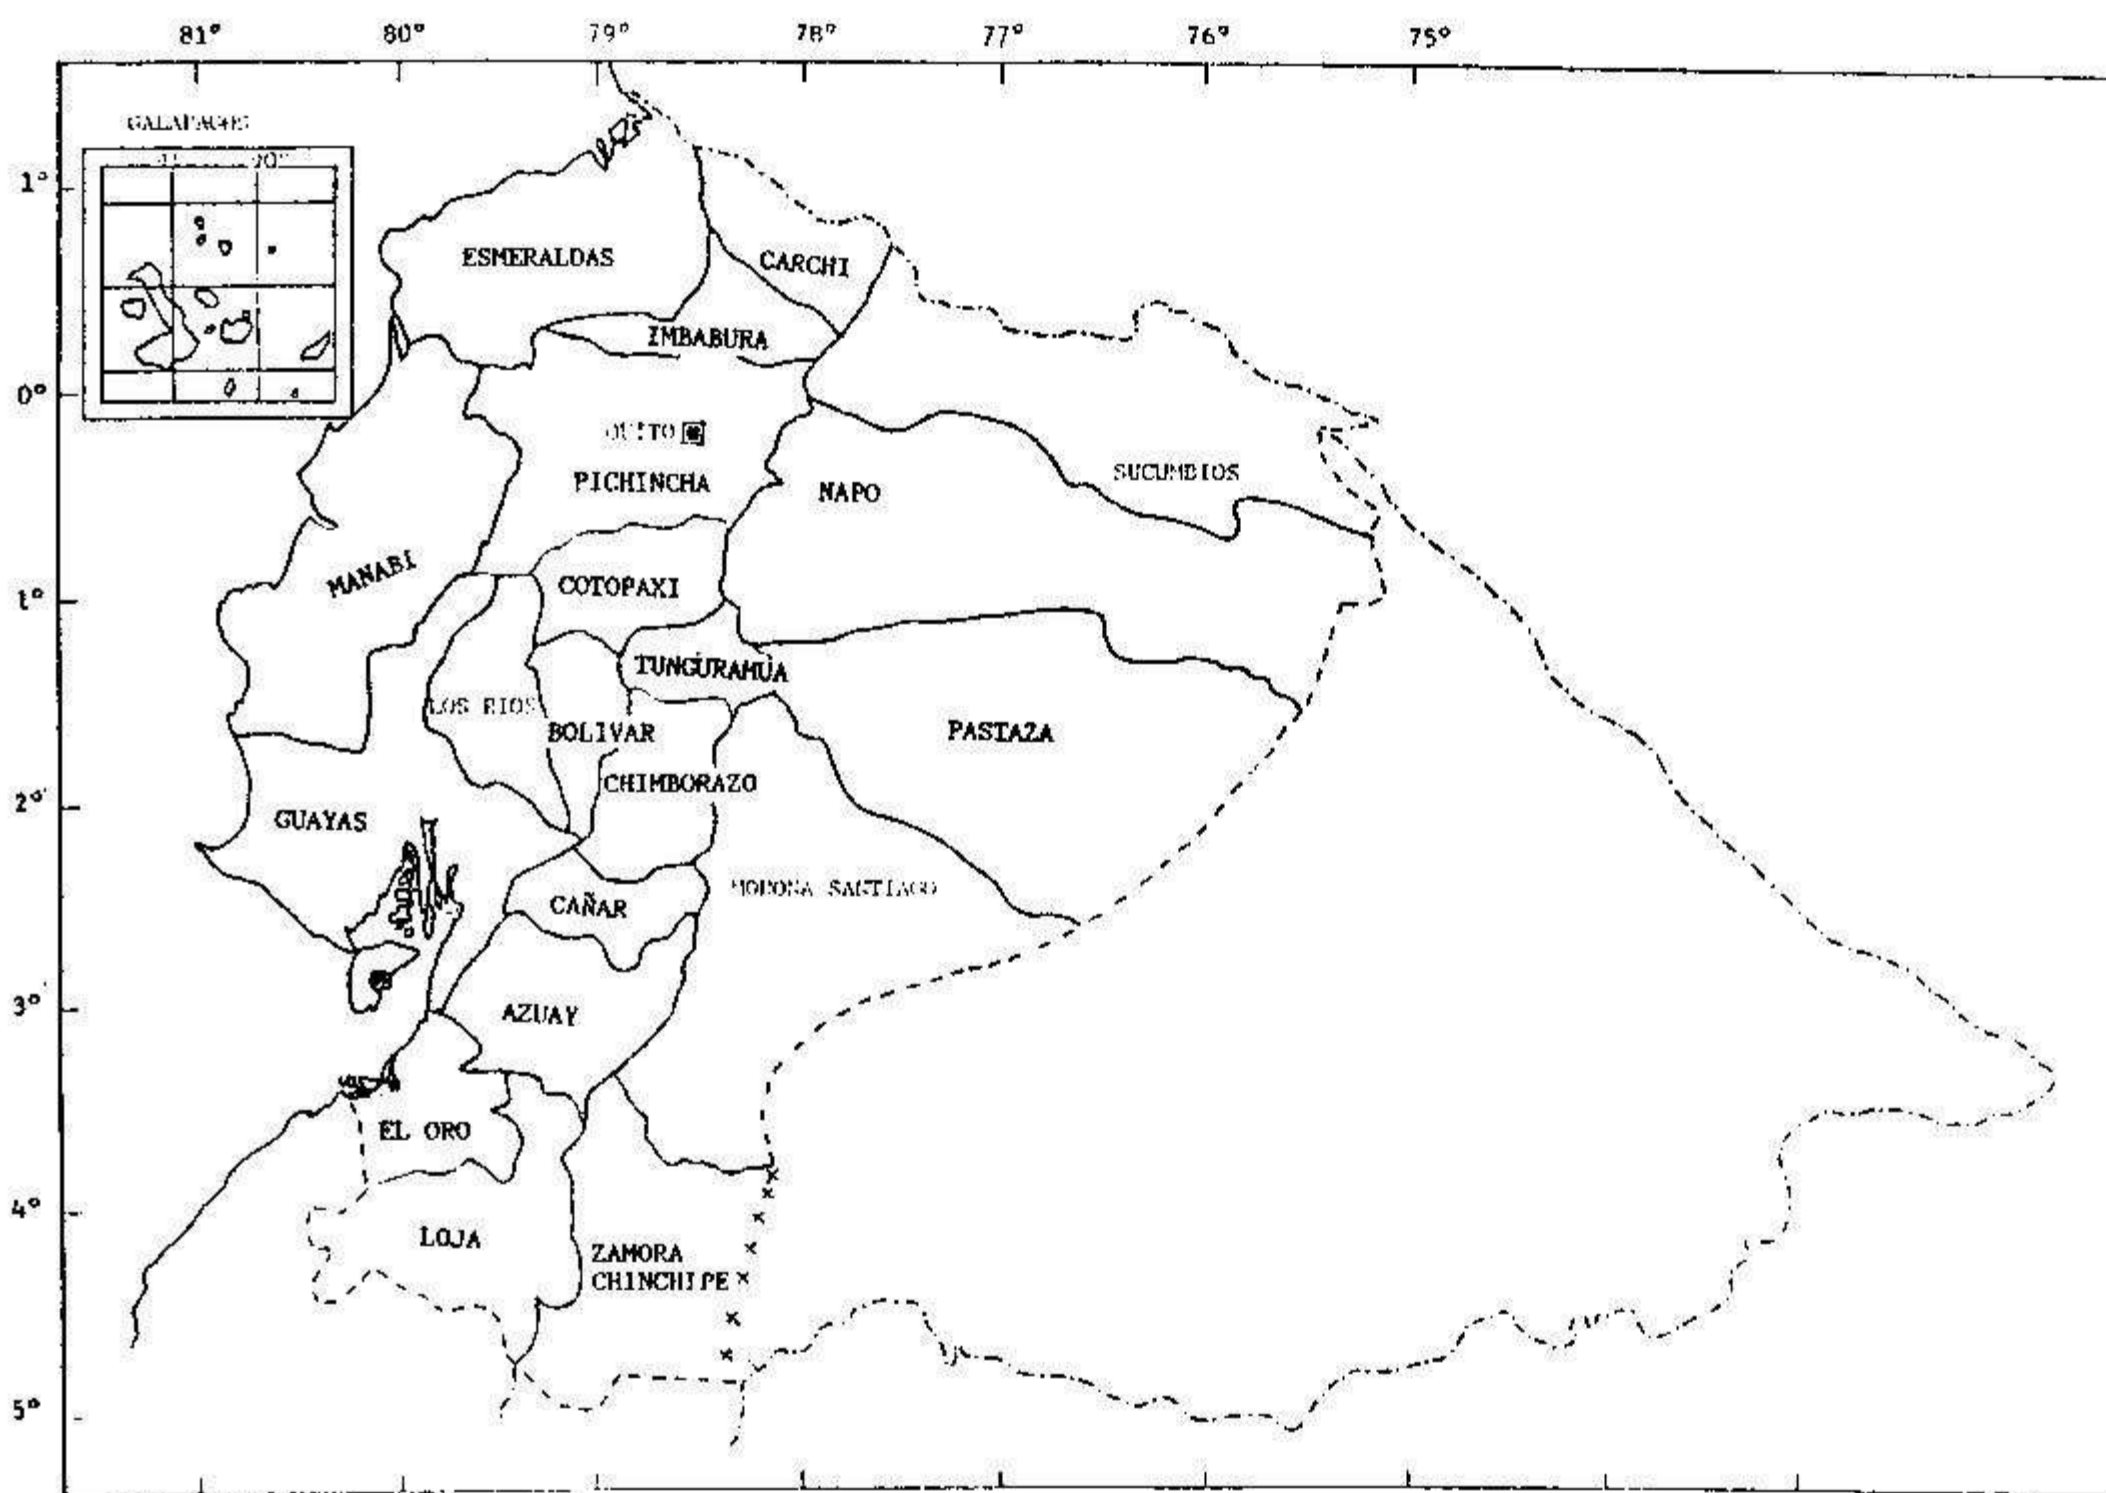 81° 80° 79° 78° 77° 76° 75°
GALAPAGOS
1°
ESMERALDAS
CARCHI
IMBABURA
0°
QUITO
SUCUMBIOS
PICHINCHA
NAPO
MANABI
COTOPAXI
1°
TUNGURAHUA
LOS RIOS
BOLIVAR
PASTAZA
CHIMBORAZO
2°
GUAYAS
MORONA SANTIAGO
CAÑAR
3°
AZUAY
EL ORO
4°
LOJA
ZAMORA
CHINCHIPE
5°